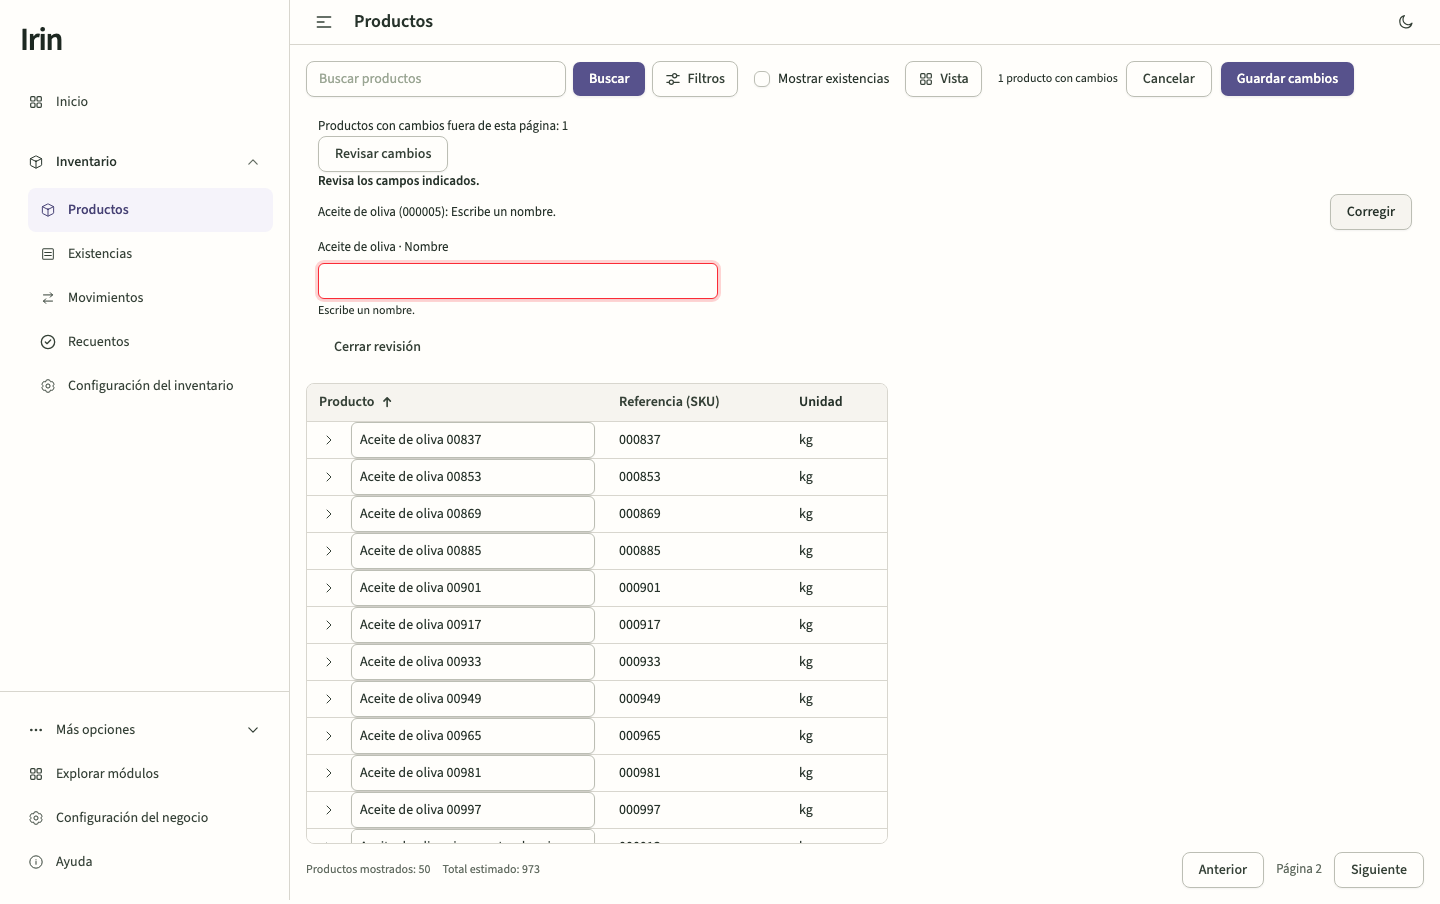 Irin
Inicio
Inventario
Productos
Existencias
Movimientos
Recuentos
Configuración del inventario
Más opciones
Explorar módulos
Configuración del negocio
Ayuda
Productos
Buscar productos
Buscar
Filtros
Mostrar existencias
Vista
1 producto con cambios
Cancelar
Guardar cambios
Productos con cambios fuera de esta página: 1
Revisar cambios
Revisa los campos indicados.
Aceite de oliva (000005): Escribe un nombre.
Corregir
Aceite de oliva · Nombre
Escribe un nombre.
Cerrar revisión
Producto Referencia (SKU) Unidad
Aceite de oliva 00837 000837 kg
Aceite de oliva 00853 000853 kg
Aceite de oliva 00869 000869 kg
Aceite de oliva 00885 000885 kg
Aceite de oliva 00901 000901 kg
Aceite de oliva 00917 000917 kg
Aceite de oliva 00933 000933 kg
Aceite de oliva 00949 000949 kg
Aceite de oliva 00965 000965 kg
Aceite de oliva 00981 000981 kg
Aceite de oliva 00997 000997 kg
Productos mostrados: 50 Total estimado: 973
Anterior
Página 2
Siguiente